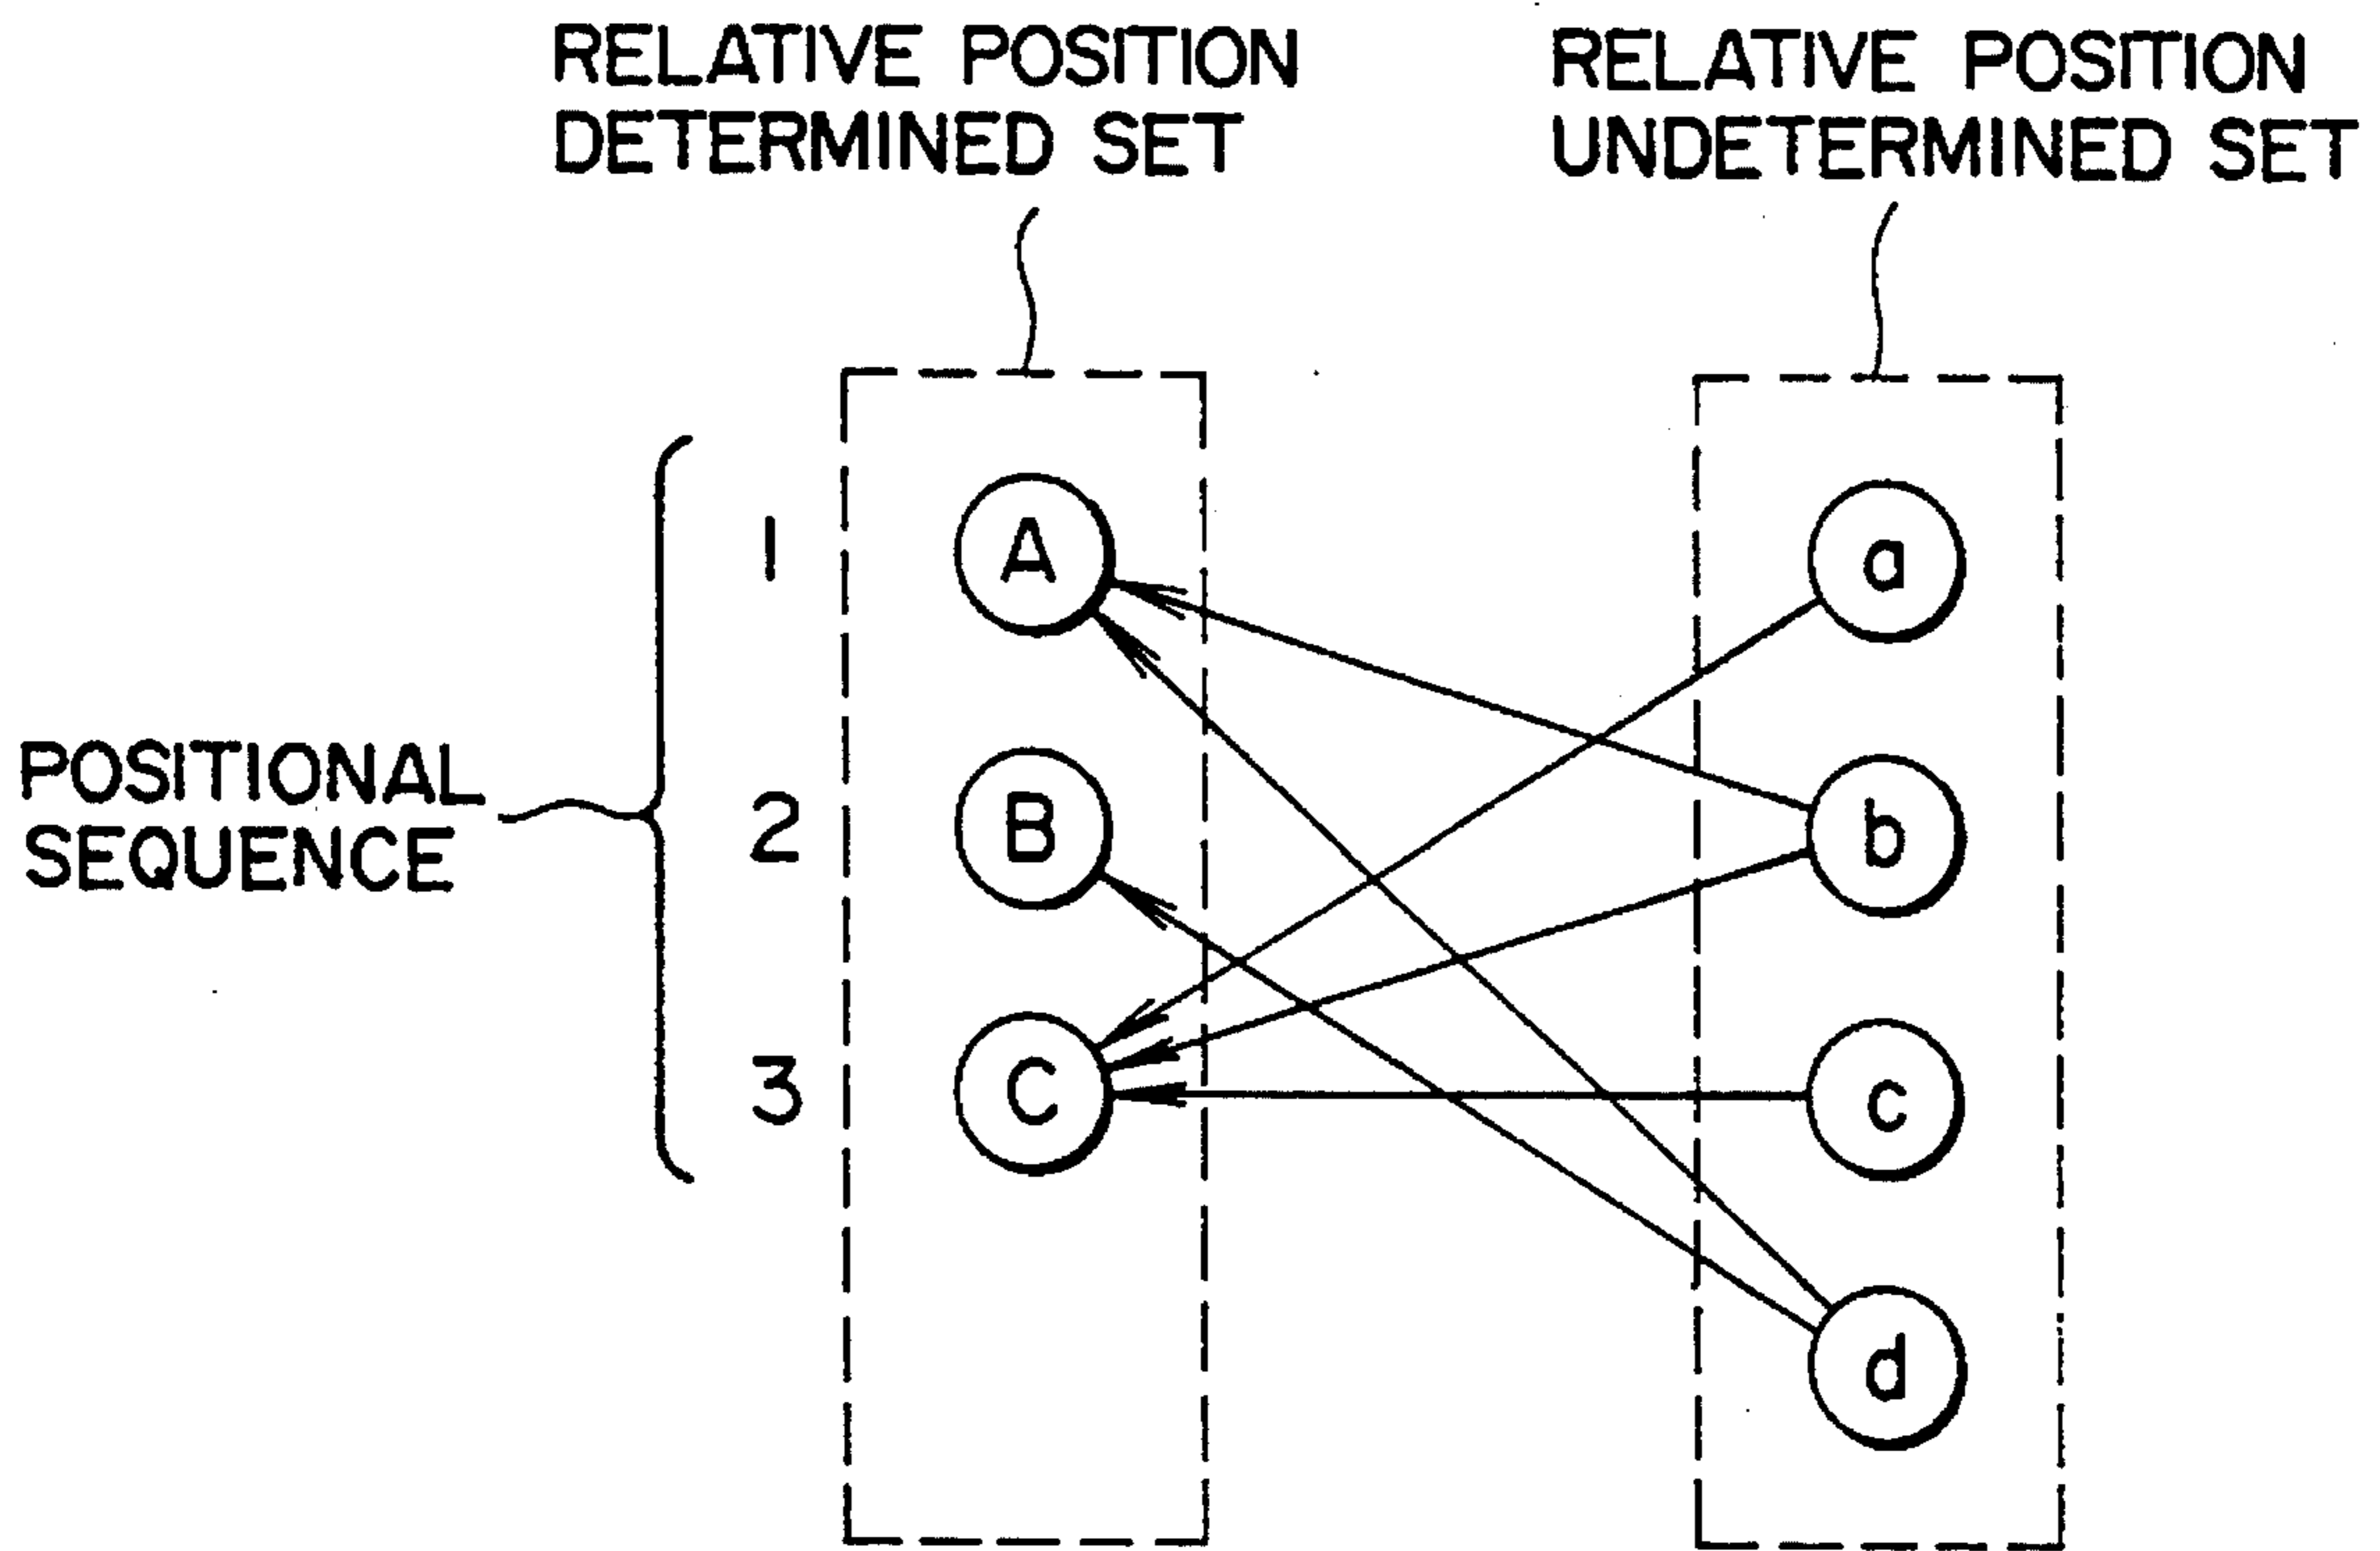 RELATIVE POSITION
DETERMINED SET
RELATIVE POSITION
UNDETERMINED SET
POSITIONAL
SEQUENCE
1
A
a
2
B
b
3
C
c
d